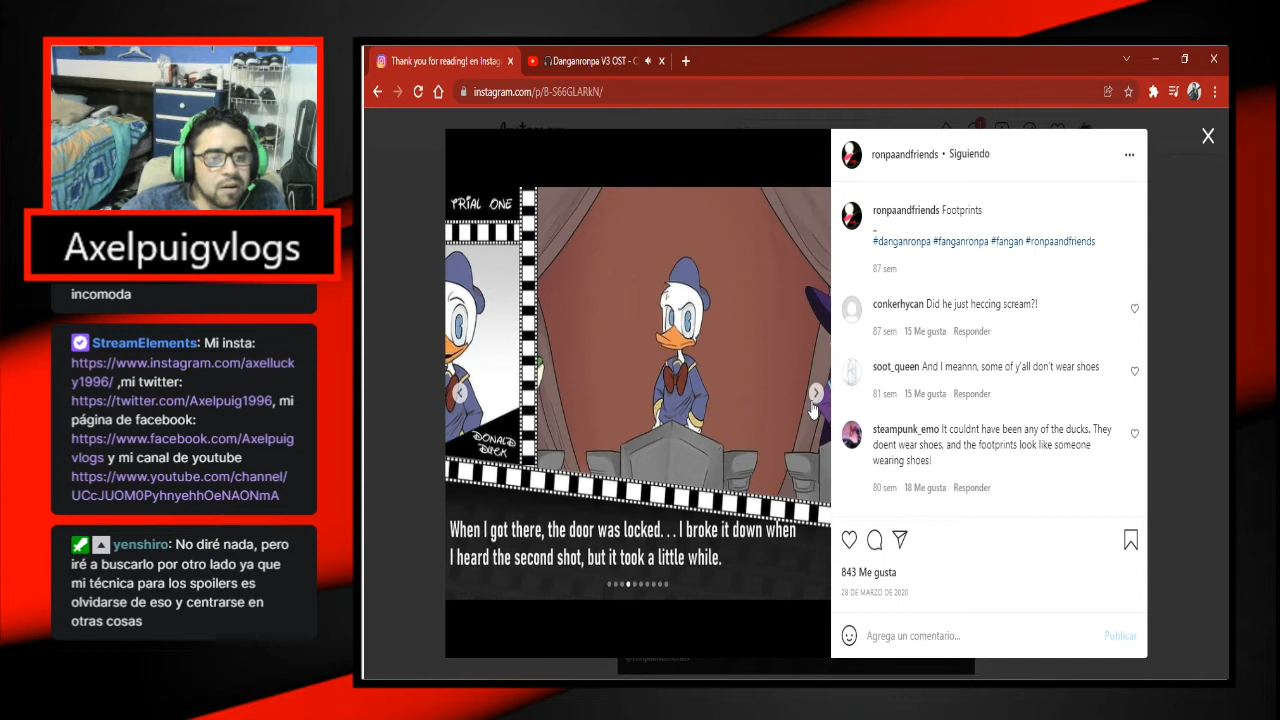 Axelpuigvlogs
incomoda
StreamElements: Mi insta:
https://www.instagram.com/axelluck
y1996/ ,mi twitter:
https://twitter.com/Axelpuig1996, mi
página de facebook:
https://www.facebook.com/Axelpuig
vlogs y mi canal de youtube
https://www.youtube.com/channel/
UCcJUOM0PyhnyehhOeNAONmA
yenshiro: No diré nada, pero
iré a buscarlo por otro lado ya que
mi técnica para los spoilers es
olvidarse de eso y centrarse en
otras cosas
Thank you for reading! en Instag
Danganronpa V3 OST - C
instagram.com/p/B-S66GLARkN/
TRIAL ONE
DONALD
DUCK
When I got there, the door was locked... I broke it down when
I heard the second shot, but it took a little while.
ronpaandfriends • Siguiendo
ronpaandfriends Footprints
_
#danganronpa #fanganronpa #fangan #ronpaandfriends
87 sem
conkerhycan Did he just heccing scream?!
87 sem 15 Me gusta Responder
soot_queen And I meannn, some of y'all don't wear shoes
81 sem 15 Me gusta Responder
steampunk_emo It couldnt have been any of the ducks. They
doent wear shoes, and the footprints look like someone
wearing shoes!
80 sem 18 Me gusta Responder
843 Me gusta
28 DE MARZO DE 2020
Agrega un comentario...
Publicar